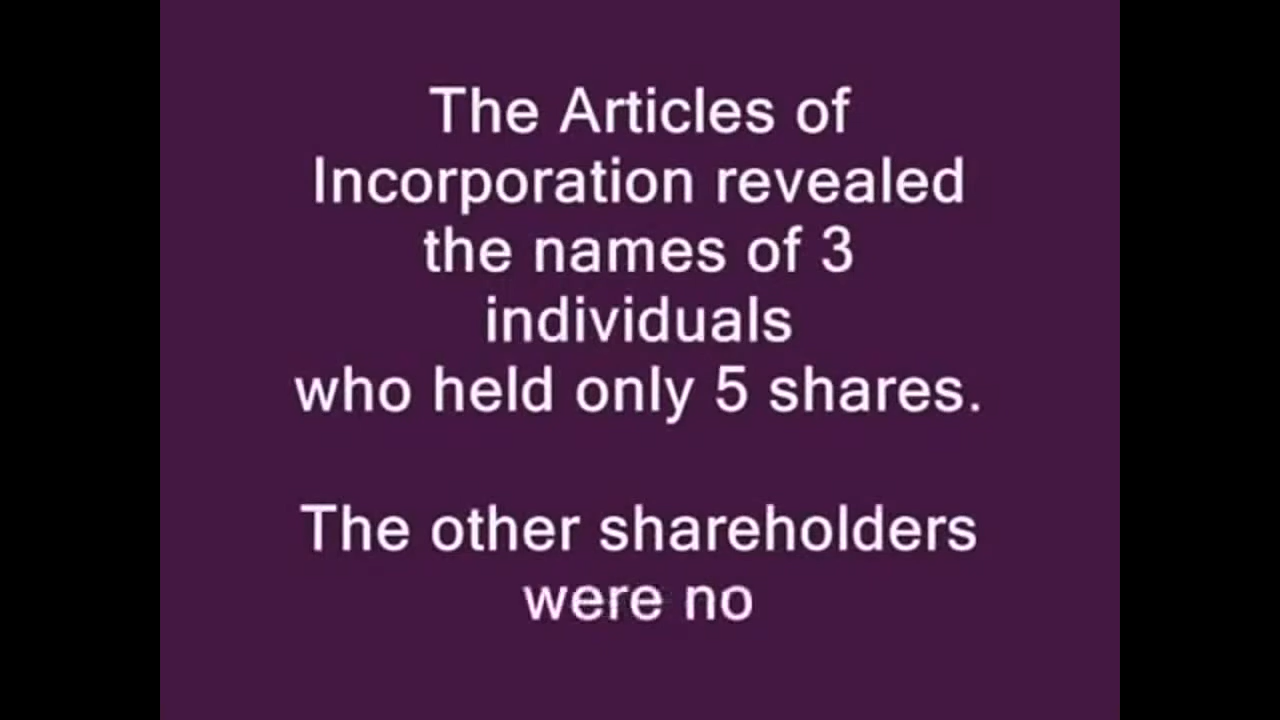 The Articles of
Incorporation revealed
the names of 3
individuals
who held only 5 shares.
The other shareholders
were no